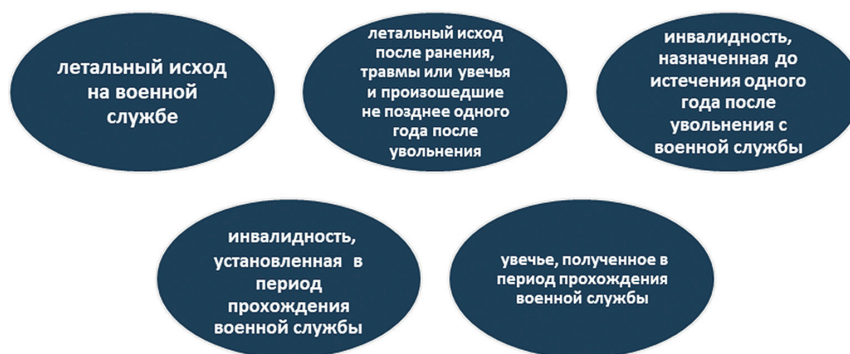 летальный исход
на военной
службе
летальный исход
после ранения,
травмы или увечья
и произошедшие
не позднее одного
года после
увольнения
инвалидность,
назначенная до
истечения одного
года после
увольнения с
военной службы
инвалидность,
установленная в
период
прохождения
военной службы
увечье, полученное в
период прохождения
военной службы